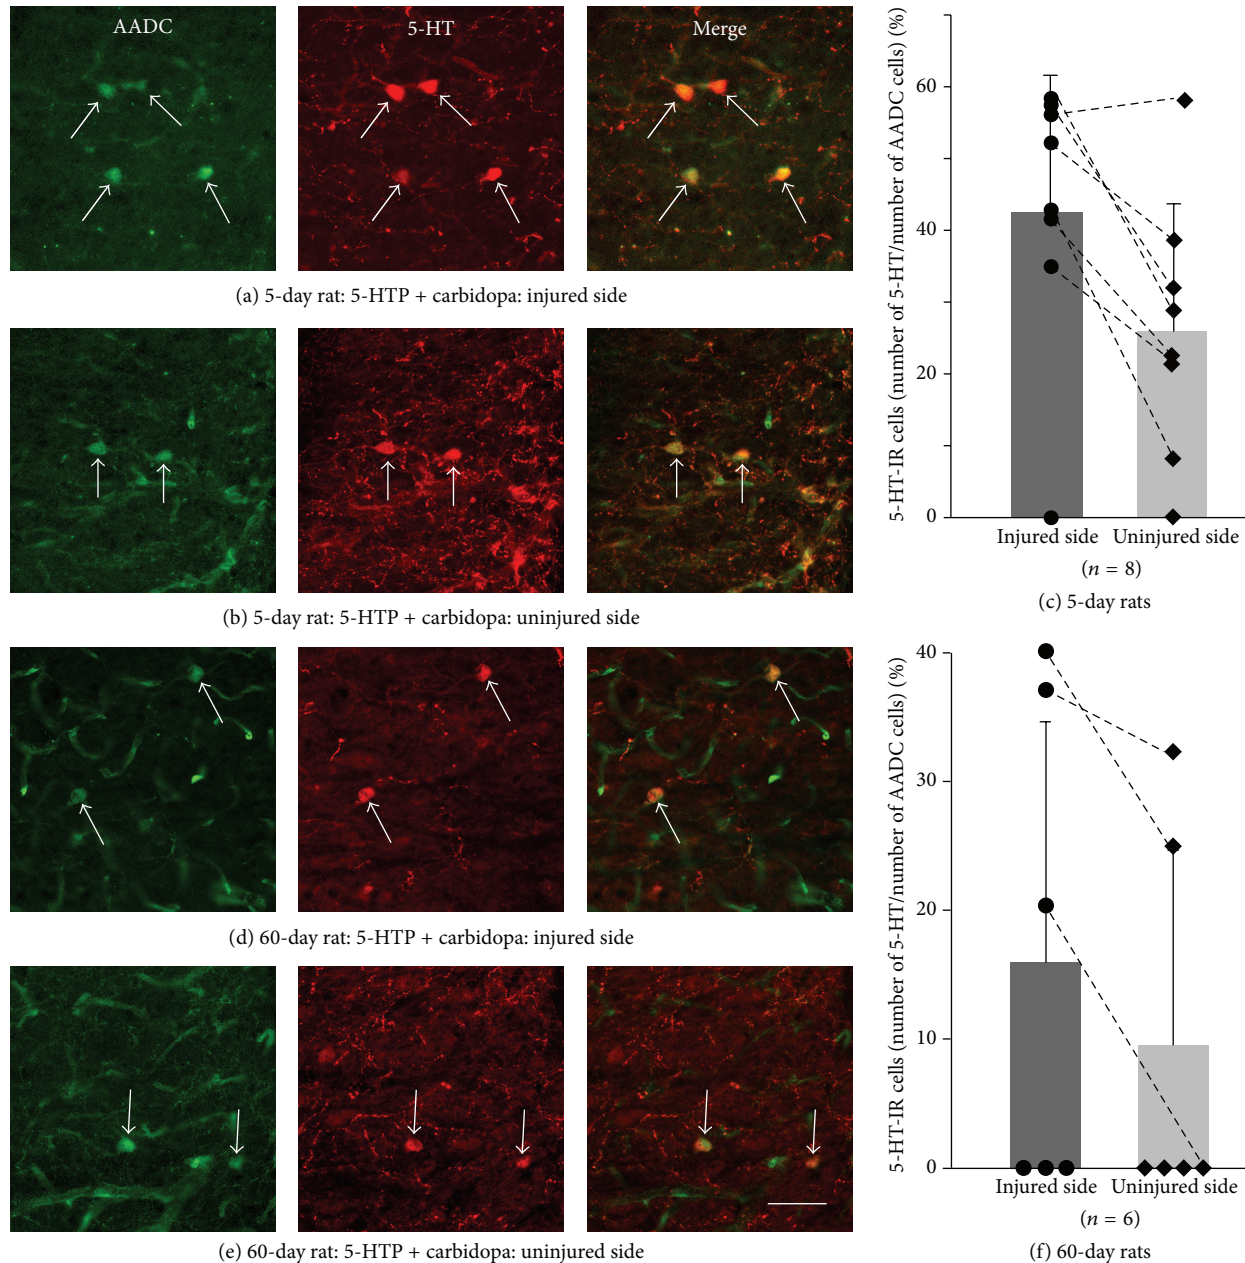 AADC
5-HT
Merge
(a) 5-day rat: 5-HTP + carbidopa: injured side
(b) 5-day rat: 5-HTP + carbidopa: uninjured side
(d) 60-day rat: 5-HTP + carbidopa: injured side
(e) 60-day rat: 5-HTP + carbidopa: uninjured side
5-HT-IR cells (number of 5-HT/number of AADC cells) (%)
60
40
20
0
Injured side
Uninjured side
(n = 8)
(c) 5-day rats
5-HT-IR cells (number of 5-HT/number of AADC cells) (%)
40
30
20
10
0
Injured side
Uninjured side
(n = 6)
(f) 60-day rats